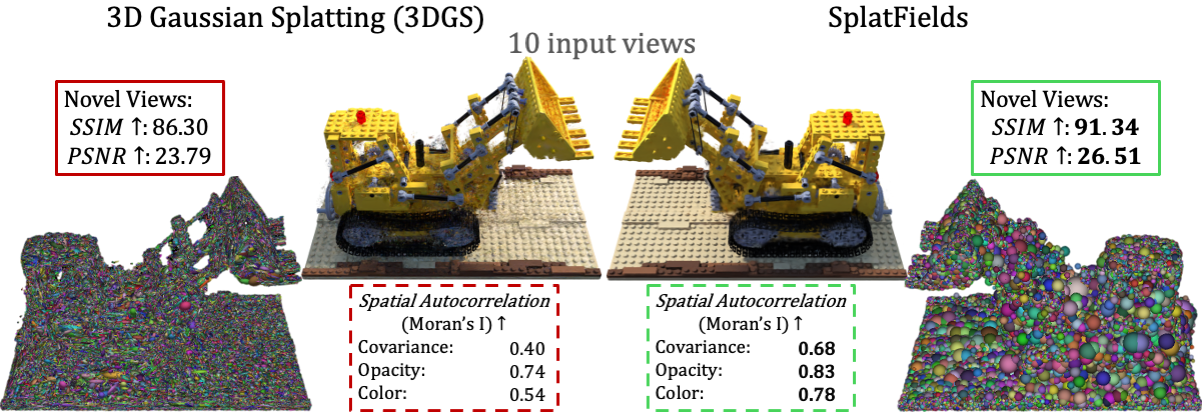 3D Gaussian Splatting (3DGS)
SplatFields
10 input views
Novel Views:
SSIM ↑: 86.30
PSNR ↑: 23.79
Novel Views:
SSIM ↑: 91.34
PSNR ↑: 26.51
Spatial Autocorrelation
(Moran's I) ↑
Covariance: 0.40
Opacity: 0.74
Color: 0.54
Spatial Autocorrelation
(Moran's I) ↑
Covariance: 0.68
Opacity: 0.83
Color: 0.78